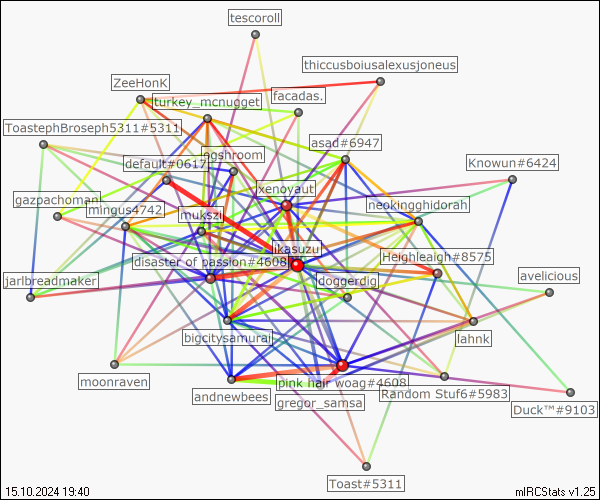 tescoroll
thiccusboiusalexusjoneus
ZeeHonK
facadas.
turkey_mcnugget
ToastephBroseph5311#5311
asad#6947
ngshroom
default#0617
Knowun#6424
xenoyaut
gazpachoman
mingus4742
neokingghidorah
mukszi
ikasuzu
disaster of passion#4608
Heighleaigh#8575
jarlbreadmaker
doggerdig
avelicious
bigcitysamurai
lahnk
moonraven
pink hair woag#4608
andnewbees
Random Stuf6#5983
gregor_samsa
Duck™#9103
Toast#5311
15.10.2024 19:40
mIRCStats v1.25